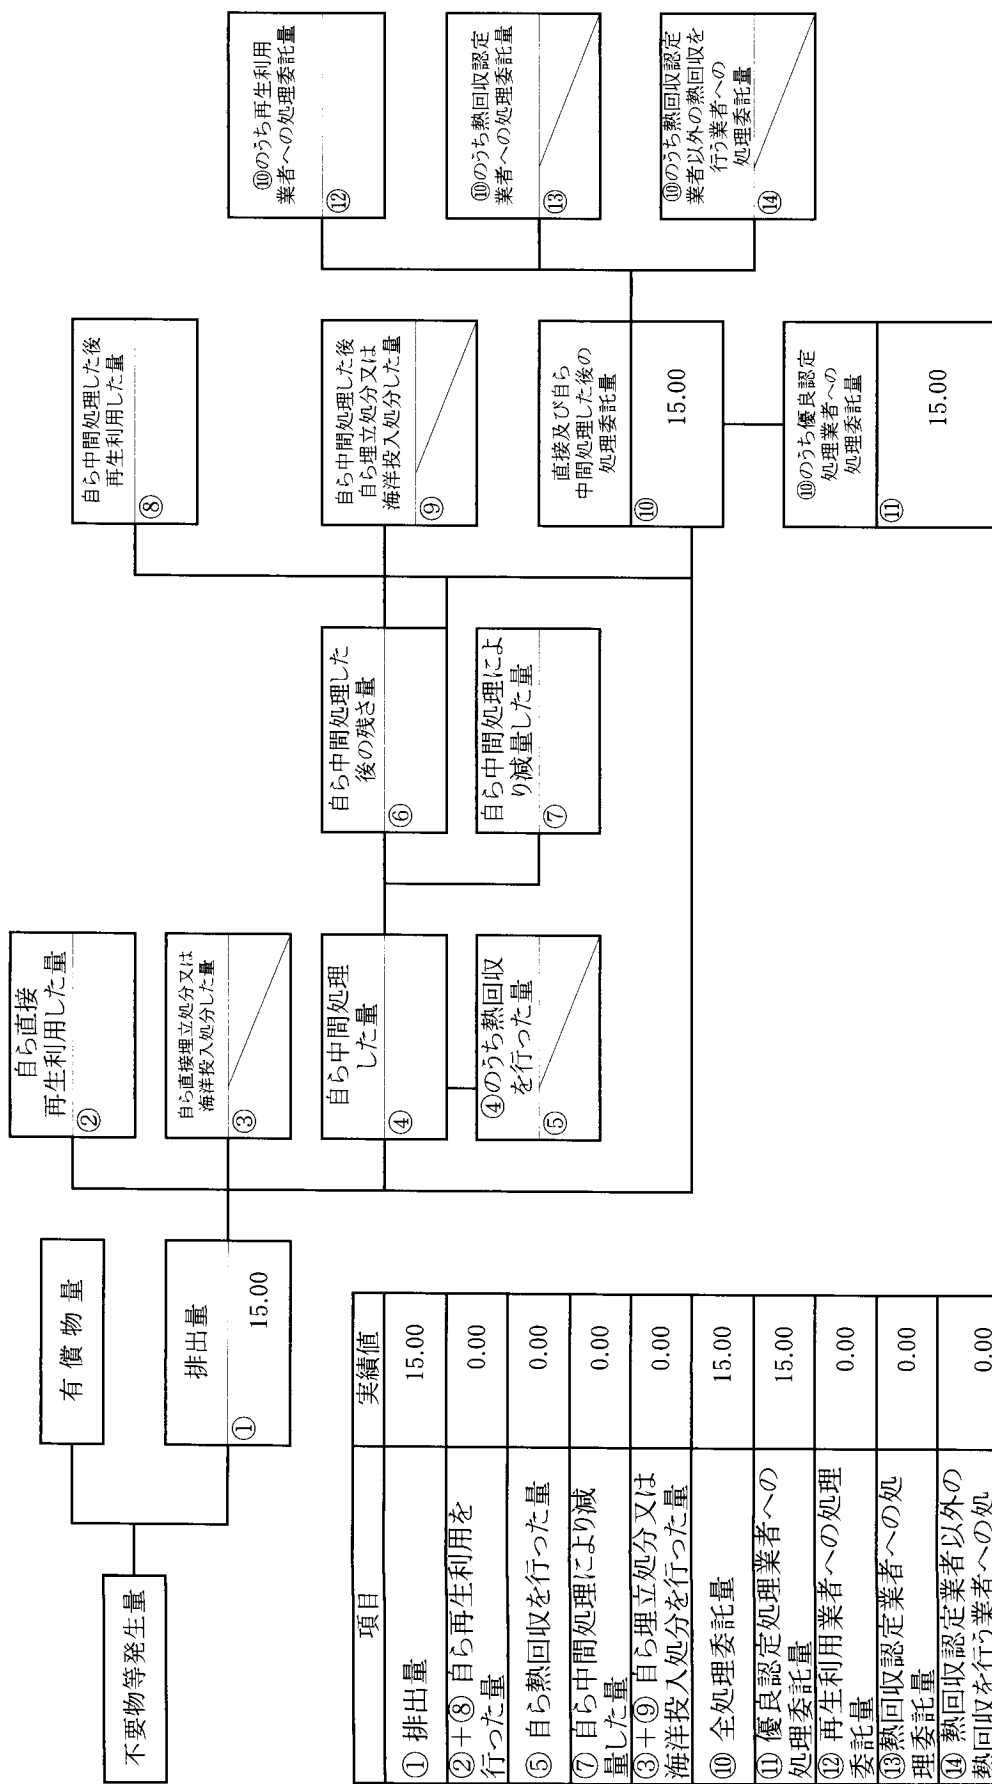 不要物等発生量
有償物量
排出量
①
15.00
自ら直接
再生利用した量
②
自ら直接埋立処分又は
海洋投入処分した量
③
自ら中間処理
した量
④
④のうち熱回収
を行った量
⑤
自ら中間処理した
後の残さ量
⑥
自ら中間処理によ
り減量した量
⑦
自ら中間処理した後
再生利用した量
⑧
自ら中間処理した後
自ら埋立処分又は
海洋投入処分した量
⑨
直接及び自ら
中間処理した後の
処理委託量
⑩
15.00
⑩のうち優良認定
処理業者への
処理委託量
⑪
15.00
⑩のうち再生利用
業者への処理委託量
⑫
⑩のうち熱回収認定
業者への処理委託量
⑬
⑩のうち熱回収認定
業者以外の熱回収を
行う業者への
処理委託量
⑭
項目 実績値
①排出量 15.00
②+⑧自ら再生利用を
行った量 0.00
⑤自ら熱回収を行った量 0.00
⑦自ら中間処理により減
量した量 0.00
③+⑨自ら埋立処分又は
海洋投入処分を行った量 0.00
⑩全処理委託量 15.00
⑪優良認定処理業者への
処理委託量 15.00
⑫再生利用業者への処理
委託量 0.00
⑬熱回収認定業者への処
理委託量 0.00
⑭熱回収認定業者以外の
熱回収を行う業者への処 0.00